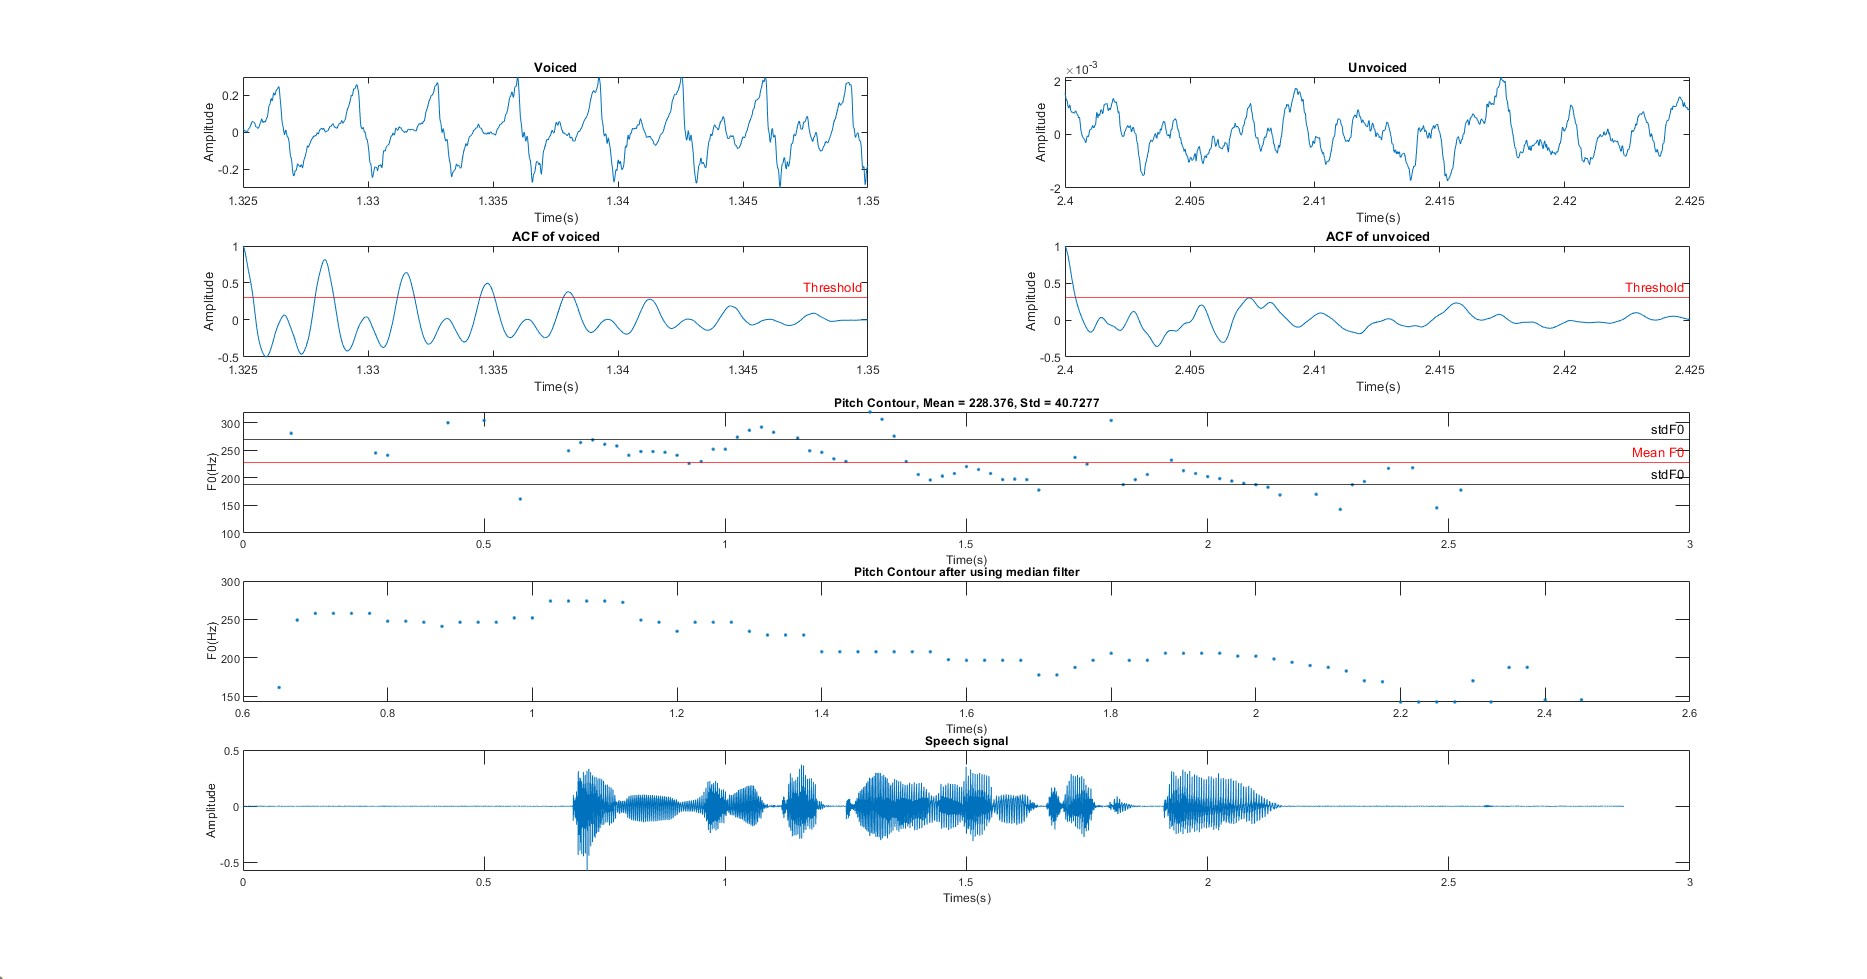 Voiced
Amplitude
0.2
0
-0.2
1.325 1.33 1.335 1.34 1.345 1.35
Time(s)
Unvoiced
×10⁻³
Amplitude
2
0
-2
2.4 2.405 2.41 2.415 2.42 2.425
Time(s)
ACF of voiced
Amplitude
1
0.5
0
-0.5
Threshold
1.325 1.33 1.335 1.34 1.345 1.35
Time(s)
ACF of unvoiced
Amplitude
1
0.5
0
-0.5
Threshold
2.4 2.405 2.41 2.415 2.42 2.425
Time(s)
Pitch Contour, Mean = 228.376, Std = 40.7277
F0(Hz)
300
250
200
150
100
stdF0
Mean F0
stdF0
0 0.5 1 1.5 2 2.5 3
Time(s)
Pitch Contour after using median filter
F0(Hz)
300
250
200
150
0.6 0.8 1 1.2 1.4 1.6 1.8 2 2.2 2.4 2.6
Time(s)
Speech signal
Amplitude
0.5
0
-0.5
0 0.5 1 1.5 2 2.5 3
Times(s)